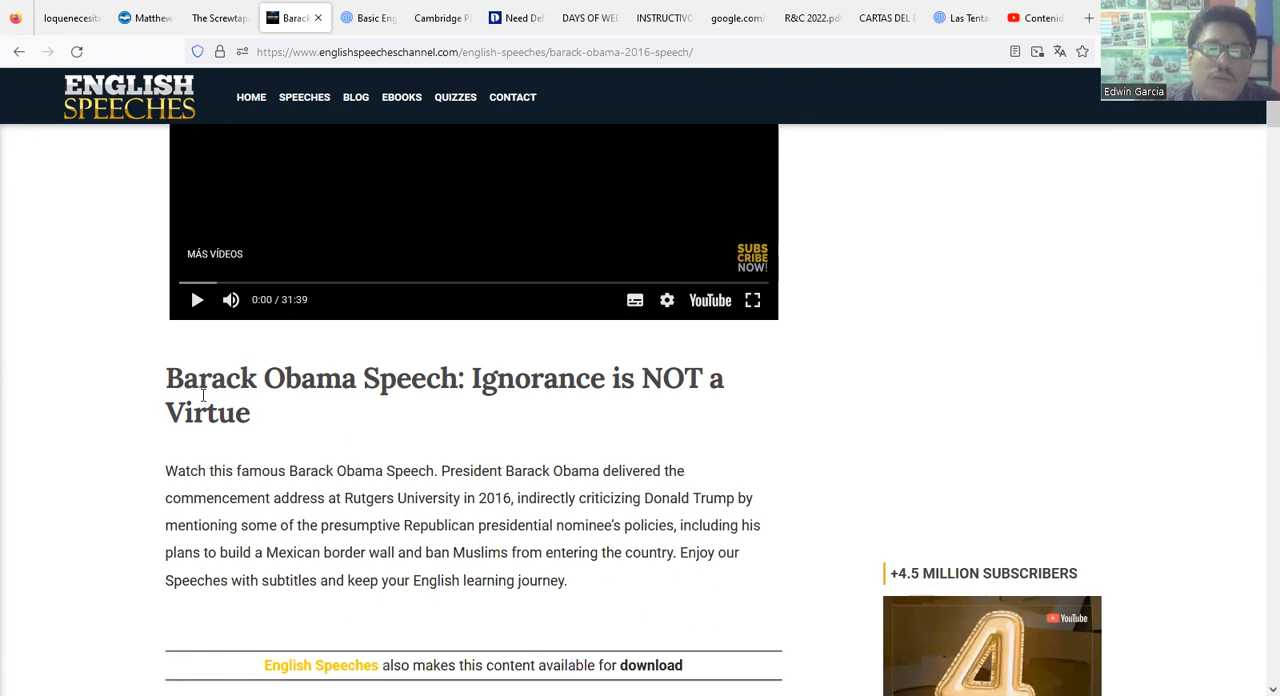 loquenecesit
Matthew
The Screwtap
Barack
Basic Eng
Cambridge P
Need De
DAYS OF WE
INSTRUCTIVO
google.com/
R&C 2022.pd
CARTAS DEL
Las Tenta
Contenid
https://www.englishspeecheschannel.com/english-speeches/barack-obama-2016-speech/
Edwin Garcia
ENGLISH
SPEECHES
HOME SPEECHES BLOG EBOOKS QUIZZES CONTACT
MÁS VÍDEOS
SUBS
CRIBE
NOW!
0:00 / 31:39
YouTube
Barack Obama Speech: Ignorance is NOT a
Virtue
Watch this famous Barack Obama Speech. President Barack Obama delivered the
commencement address at Rutgers University in 2016, indirectly criticizing Donald Trump by
mentioning some of the presumptive Republican presidential nominee's policies, including his
plans to build a Mexican border wall and ban Muslims from entering the country. Enjoy our
Speeches with subtitles and keep your English learning journey.
+4.5 MILLION SUBSCRIBERS
YouTube
English Speeches also makes this content available for download